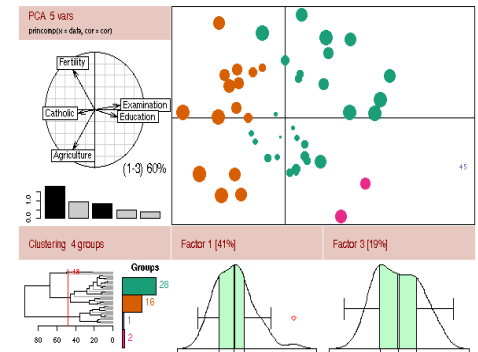 PCA 5 vars
princomp(x = data, cor = cor)
Fertility
Catholic
Examination
Education
Agriculture
(1-3) 60%
45
1.0
0.0
Clustering 4 groups
Factor 1 [41%]
Factor 3 [19%]
Groups
18
28
16
1
2
80 60 40 20 0